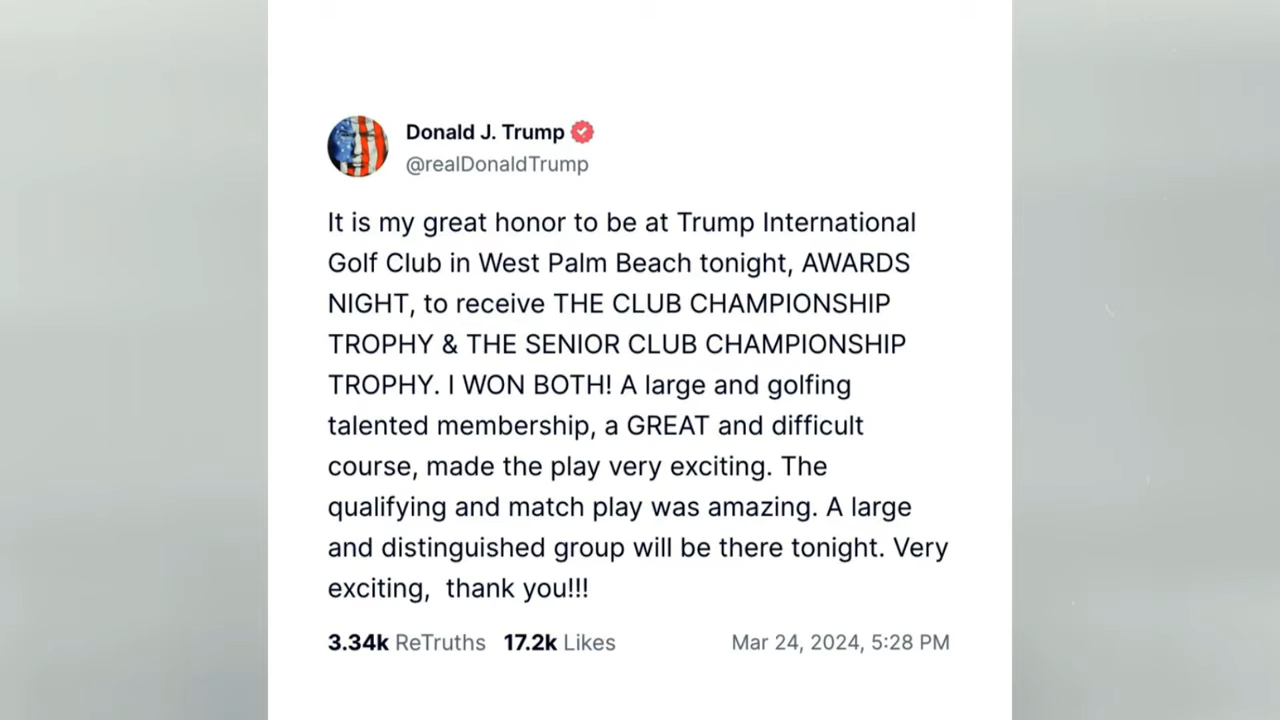 Donald J. Trump
@realDonaldTrump
It is my great honor to be at Trump International
Golf Club in West Palm Beach tonight, AWARDS
NIGHT, to receive THE CLUB CHAMPIONSHIP
TROPHY & THE SENIOR CLUB CHAMPIONSHIP
TROPHY. I WON BOTH! A large and golfing
talented membership, a GREAT and difficult
course, made the play very exciting. The
qualifying and match play was amazing. A large
and distinguished group will be there tonight. Very
exciting,  thank you!!!
3.34k ReTruths 17.2k Likes Mar 24, 2024, 5:28 PM